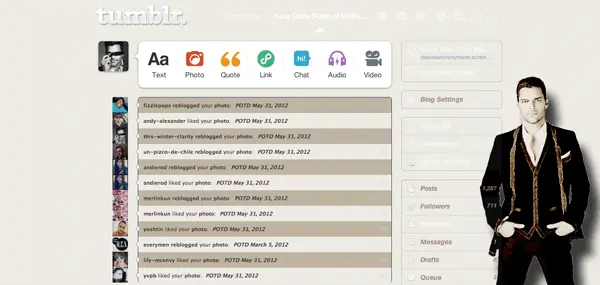 tumblr.
Your Daily Dose of Ricky...
Text Photo Quote Link Chat Audio Video
Aa
hi!
fizzlepops reblogged your photo: POTD May 31, 2012
andy-alexander liked your photo: POTD May 31, 2012
this-winter-clarity reblogged your photo: POTD May 31, 2012
un-pizco-de-chile reblogged your photo: POTD May 31, 2012
andierod reblogged your photo: POTD May 31, 2012
andierod liked your photo: POTD May 31, 2012
merlinkun reblogged your photo: POTD May 31, 2012
merlinkun liked your photo: POTD May 31, 2012
yoshtin liked your photo: POTD May 31, 2012
everymen reblogged your photo: POTD March 5, 2012
lily-mcenvy liked your photo: POTD May 31, 2012
yvpb liked your photo: POTD May 31, 2012
Blog Settings
Posts 1,287
Followers 711
Messages
Drafts
Queue